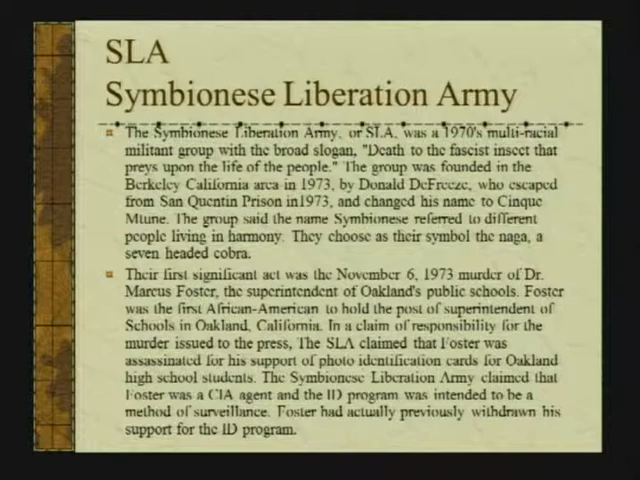 SLA
Symbionese Liberation Army
The Symbionese Liberation Army, or SLA, was a 1970's multi-racial
militant group with the broad slogan, "Death to the fascist insect that
preys upon the life of the people." The group was founded in the
Berkeley California area in 1973, by Donald DeFreeze, who escaped
from San Quentin Prison in1973, and changed his name to Cinque
Mtume. The group said the name Symbionese referred to different
people living in harmony. They choose as their symbol the naga, a
seven headed cobra.
Their first significant act was the November 6, 1973 murder of Dr.
Marcus Foster, the superintendent of Oakland's public schools. Foster
was the first African-American to hold the post of superintendent of
Schools in Oakland, California. In a claim of responsibility for the
murder issued to the press, The SLA claimed that Foster was
assassinated for his support of photo identification cards for Oakland
high school students. The Symbionese Liberation Army claimed that
Foster was a CIA agent and the ID program was intended to be a
method of surveillance. Foster had actually previously withdrawn his
support for the ID program.